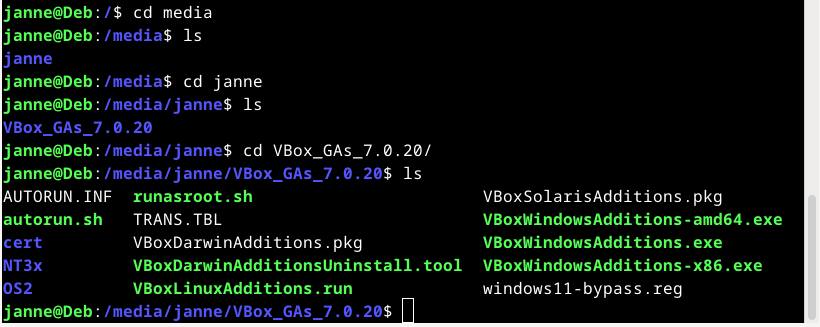 janne@Deb:/$ cd media
janne@Deb:/media$ ls
janne
janne@Deb:/media$ cd janne
janne@Deb:/media/janne$ ls
VBox_GAs_7.0.20
janne@Deb:/media/janne$ cd VBox_GAs_7.0.20/
janne@Deb:/media/janne/VBox_GAs_7.0.20$ ls
AUTORUN.INF  runasroot.sh                       VBoxSolarisAdditions.pkg
autorun.sh   TRANS.TBL                          VBoxWindowsAdditions-amd64.exe
cert         VBoxDarwinAdditions.pkg            VBoxWindowsAdditions.exe
NT3x         VBoxDarwinAdditionsUninstall.tool  VBoxWindowsAdditions-x86.exe
OS2          VBoxLinuxAdditions.run             windows11-bypass.reg
janne@Deb:/media/janne/VBox_GAs_7.0.20$